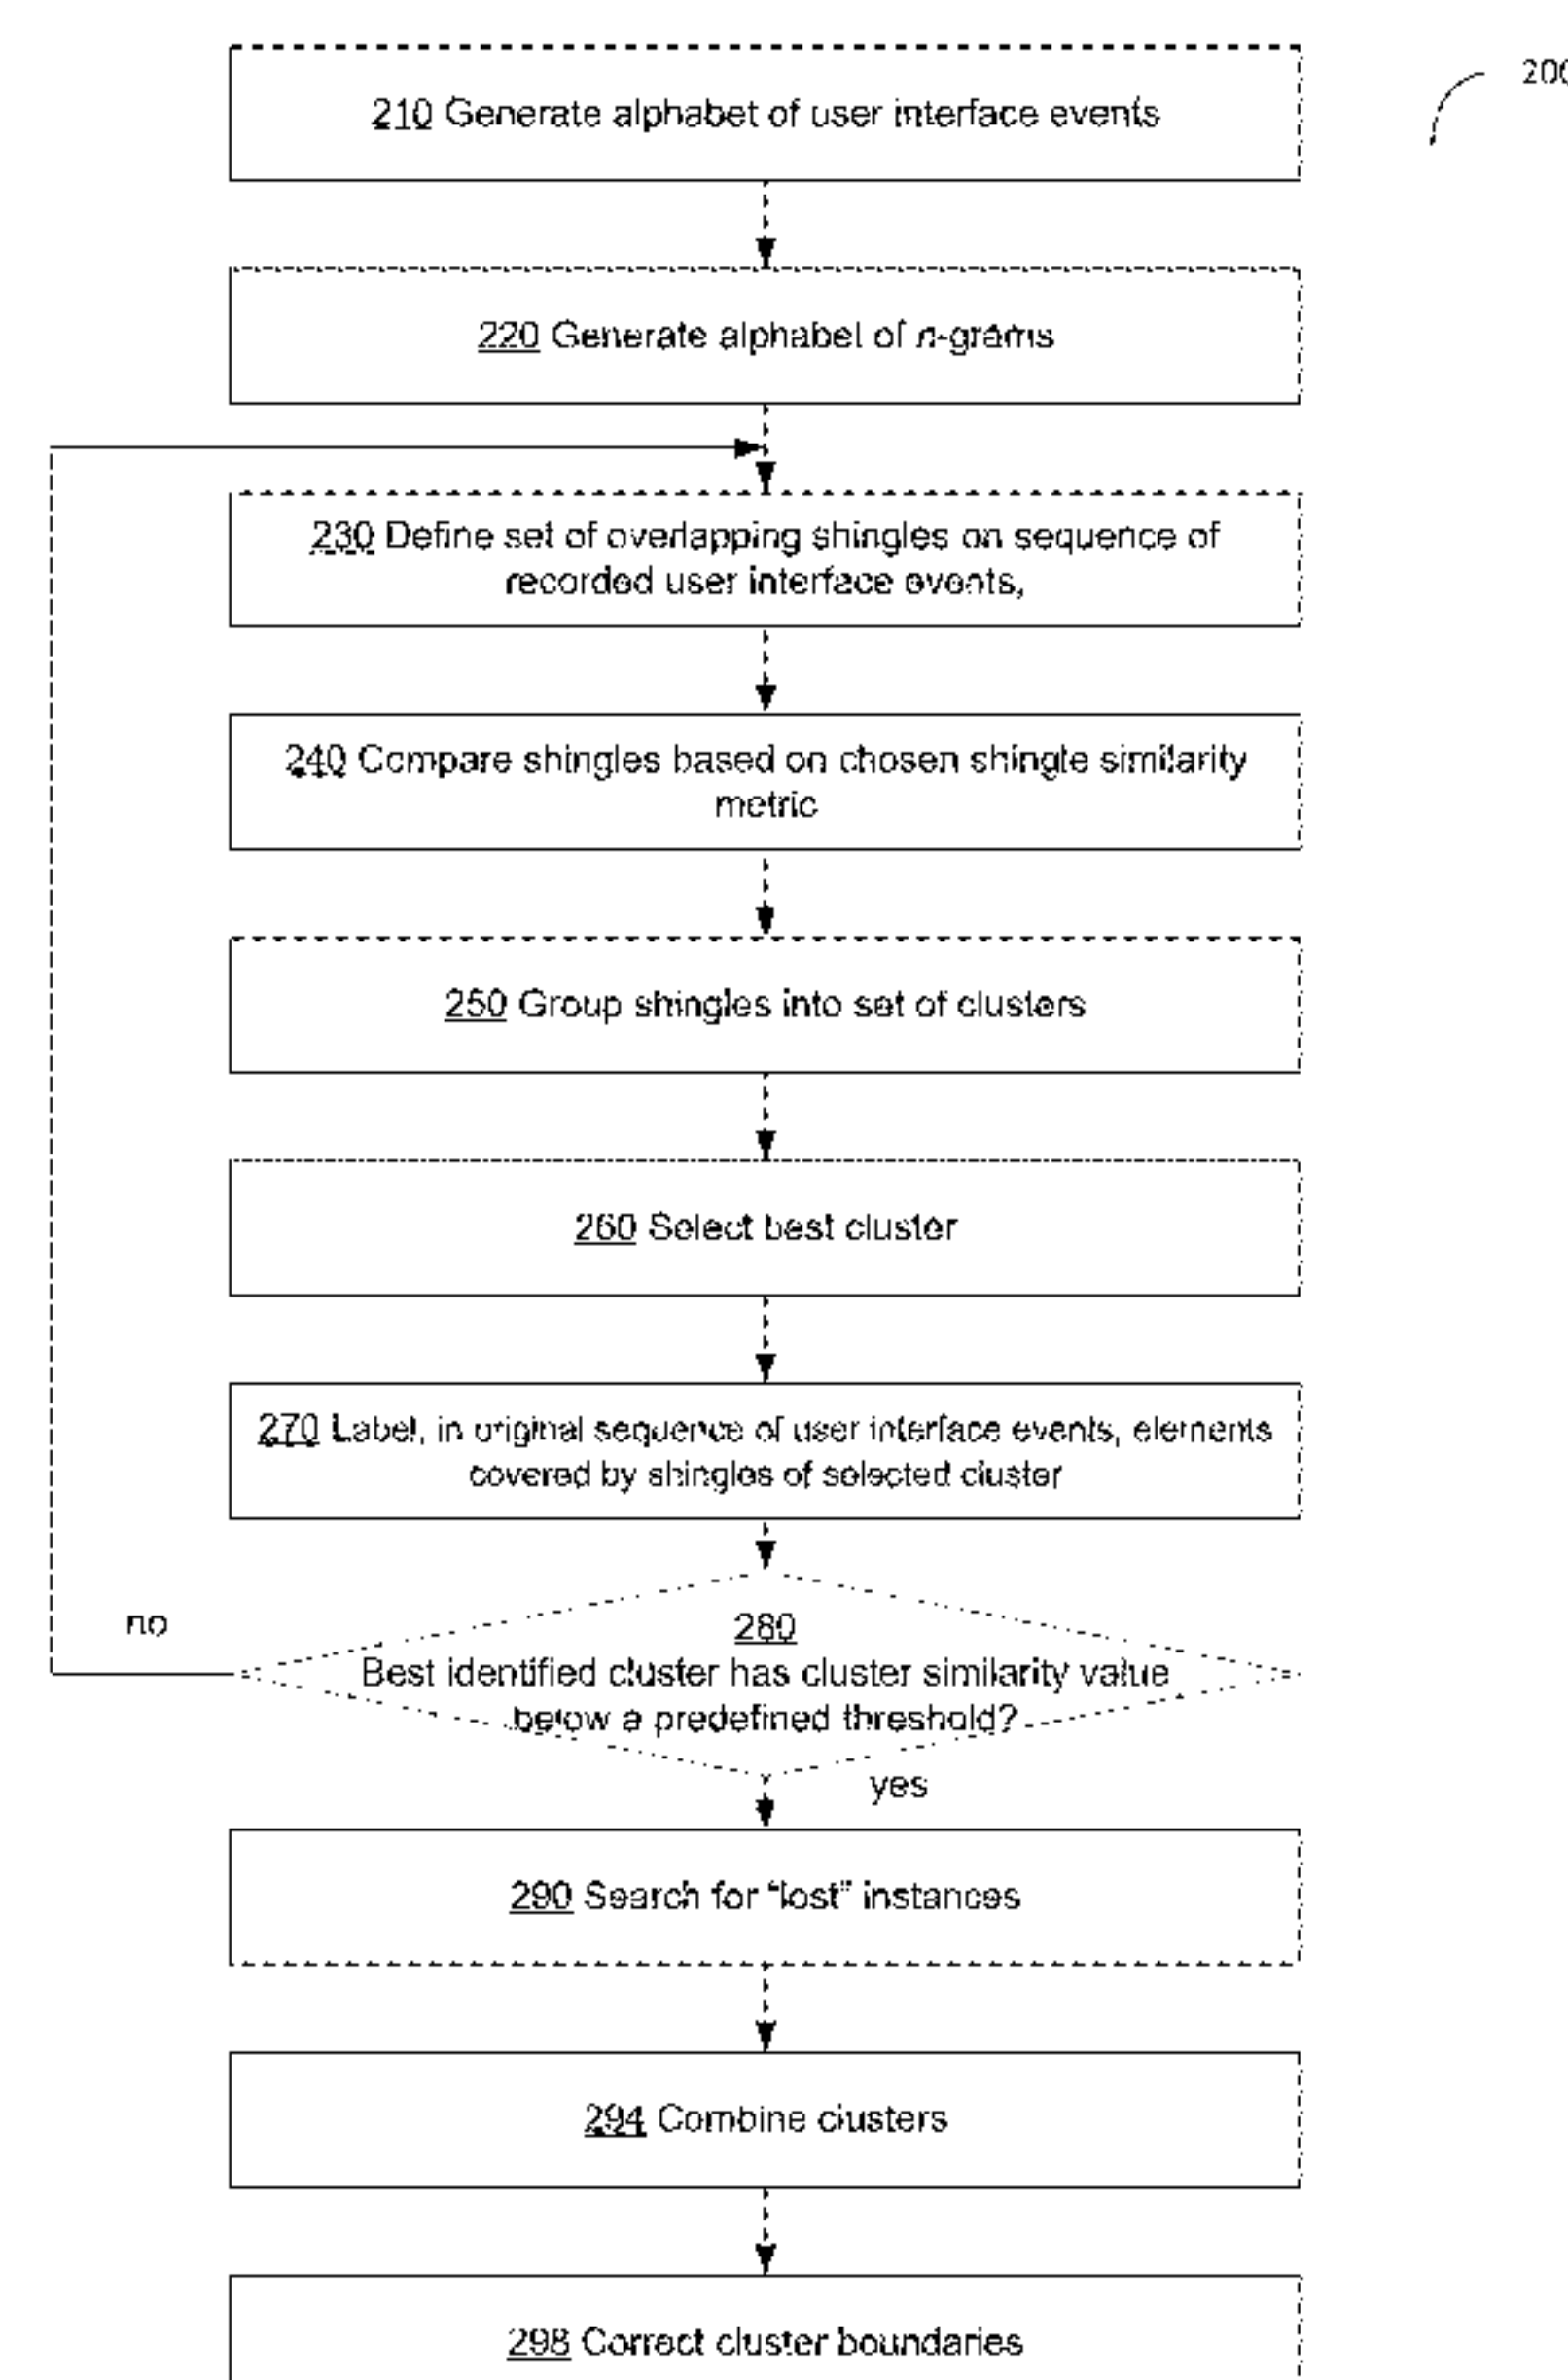 200
210 Generate alphabet of user interface events
220 Generate alphabet of n-grams
230 Define set of overlapping shingles on sequence of
recorded user interface events,
240 Compare shingles based on chosen shingle similarity
metric
250 Group shingles into set of clusters
260 Select best cluster
270 Label, in original sequence of user interface events, elements
covered by shingles of selected cluster
no
280
Best identified cluster has cluster similarity value
below a predefined threshold?
yes
290 Search for “lost” instances
294 Combine clusters
298 Correct cluster boundaries